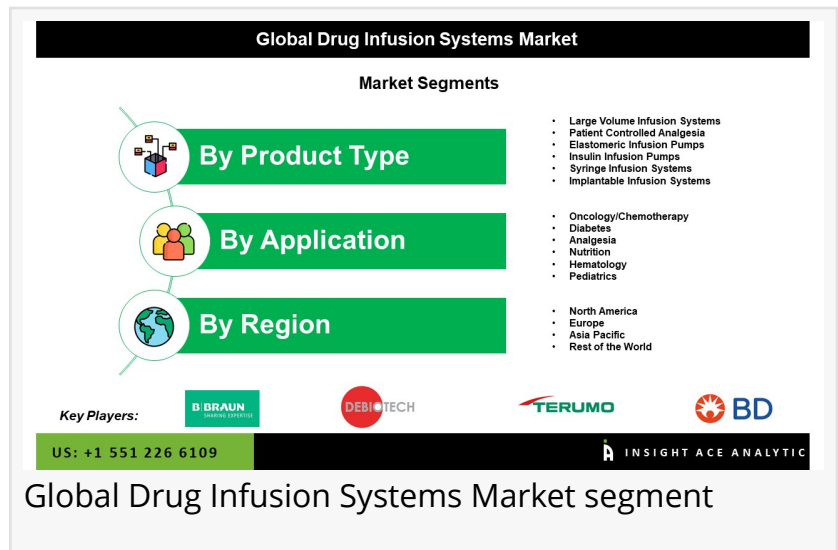 Global Drug Infusion Systems Market
Market Segments
By Product Type
• Large Volume Infusion Systems
• Patient Controlled Analgesia
• Elastomeric Infusion Pumps
• Insulin Infusion Pumps
• Syringe Infusion Systems
• Implantable Infusion Systems
By Application
• Oncology/Chemotherapy
• Diabetes
• Analgesia
• Nutrition
• Hematology
• Pediatrics
By Region
• North America
• Europe
• Asia Pacific
• Rest of the World
Key Players:
B|BRAUN
SHARING EXPERTISE
DEBIOTECH
TERUMO
BD
US: +1 551 226 6109
INSIGHT ACE ANALYTIC
Global Drug Infusion Systems Market segment